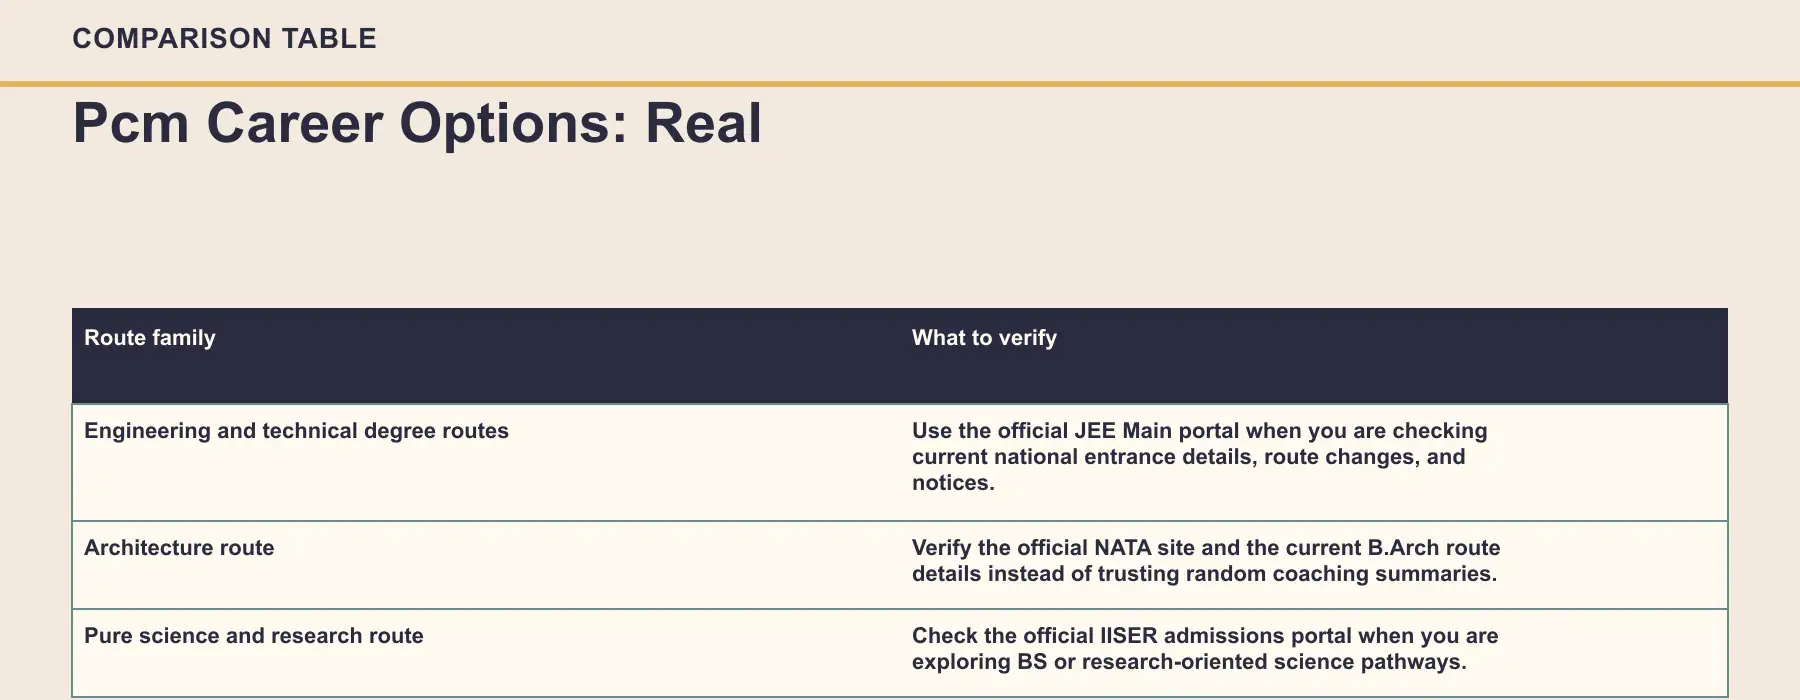 COMPARISON TABLE
Pcm Career Options: Real
Route family
What to verify
Engineering and technical degree routes
Use the official JEE Main portal when you are checking
current national entrance details, route changes, and
notices.
Architecture route
Verify the official NATA site and the current B.Arch route
details instead of trusting random coaching summaries.
Pure science and research route
Check the official IISER admissions portal when you are
exploring BS or research-oriented science pathways.